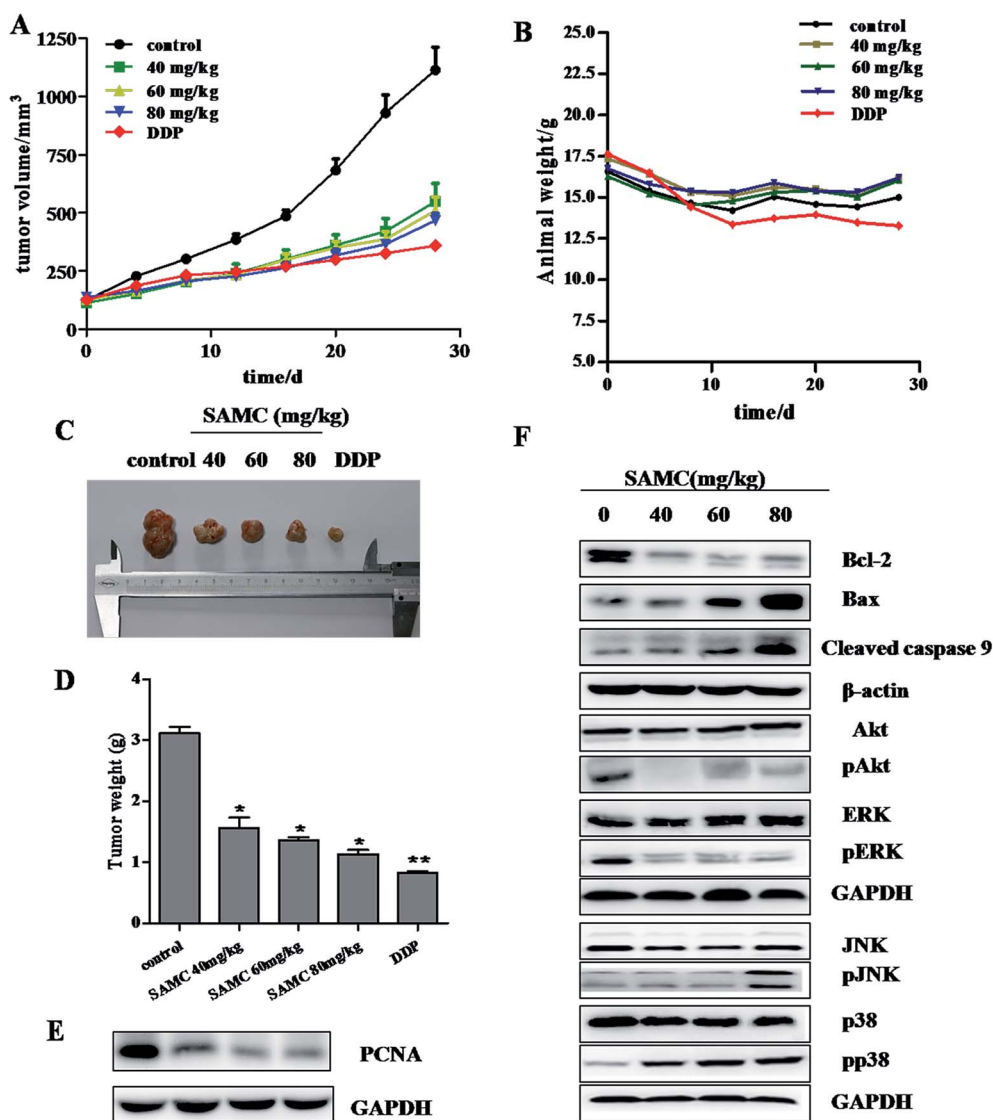 A
1250
1000
750
500
250
0
tumor volume/mm³
control
40 mg/kg
60 mg/kg
80 mg/kg
DDP
0 10 20 30
time/d
B
25.0
22.5
20.0
17.5
15.0
12.5
10.0
7.5
5.0
Animal weight/g
control
40 mg/kg
60 mg/kg
80 mg/kg
DDP
0 10 20 30
time/d
C
SAMC (mg/kg)
control 40 60 80 DDP
D
4
3
2
1
0
Tumor weight (g)
* * * **
control
SAMC 40mg/kg
SAMC 60mg/kg
SAMC 80mg/kg
DDP
E
PCNA
GAPDH
F
SAMC(mg/kg)
0 40 60 80
Bcl-2
Bax
Cleaved caspase 9
β-actin
Akt
pAkt
ERK
pERK
GAPDH
JNK
pJNK
p38
pp38
GAPDH